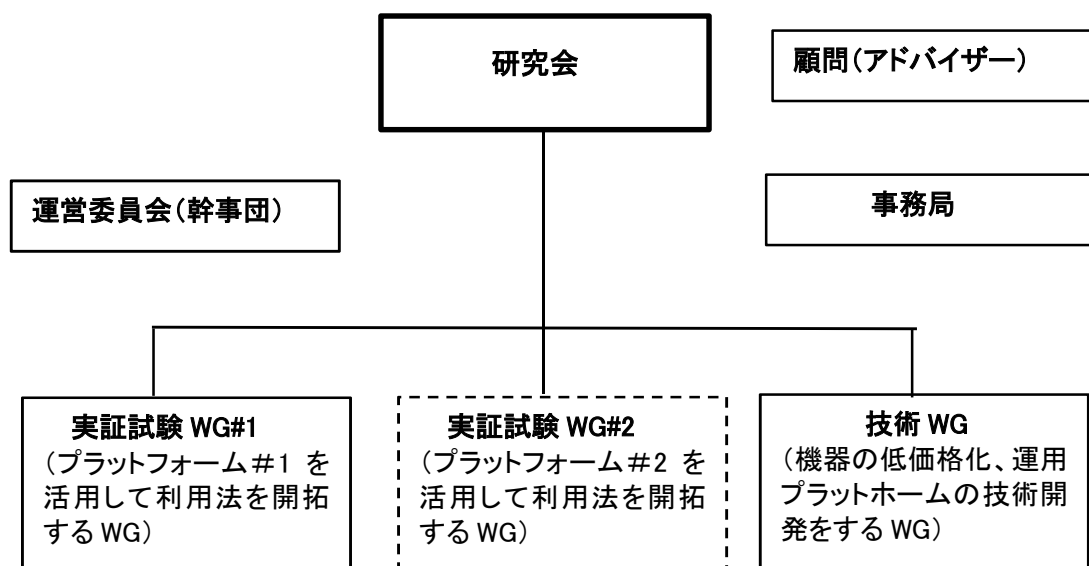 研究会
顧問(アドバイザー)
運営委員会(幹事団)
事務局
実証試験 WG#1
(プラットフォーム＃1 を
活用して利用法を開拓
する WG)
実証試験 WG#2
(プラットフォーム＃2 を
活用して利用法を開拓
する WG)
技術 WG
(機器の低価格化、運用
プラットホームの技術開
発をする WG)